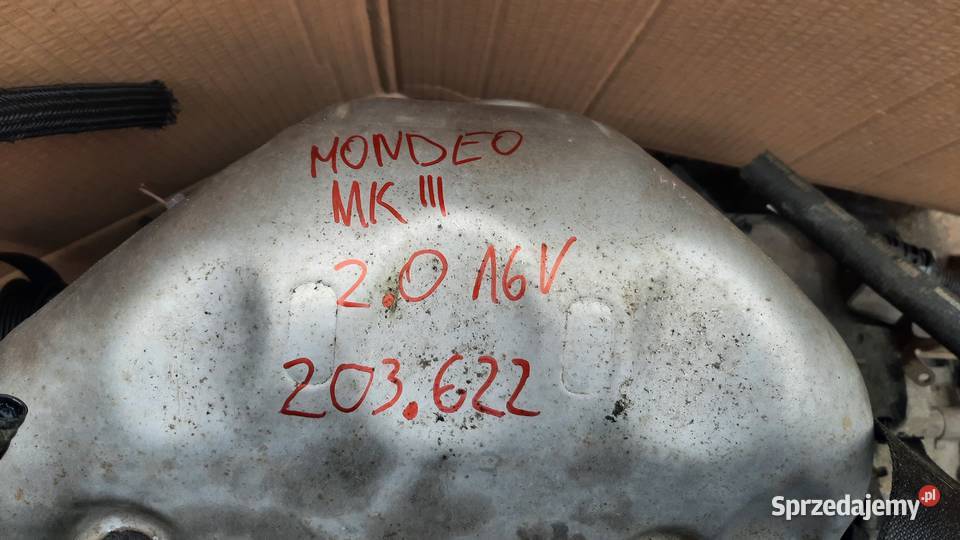 MONDEO
MK III
2.0 16V
203.622
Sprzedajemy.pl